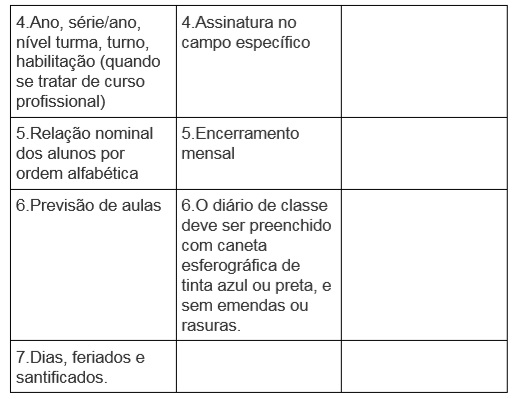 4.Ano, série/ano,
nível turma, turno,
habilitação (quando
se tratar de curso
profissional)
4.Assinatura no
campo específico
5.Relação nominal
dos alunos por
ordem alfabética
5.Encerramento
mensal
6.Previsão de aulas
6.O diário de classe
deve ser preenchido
com caneta
esferográfica de
tinta azul ou preta, e
sem emendas ou
rasuras.
7.Dias, feriados e
santificados.